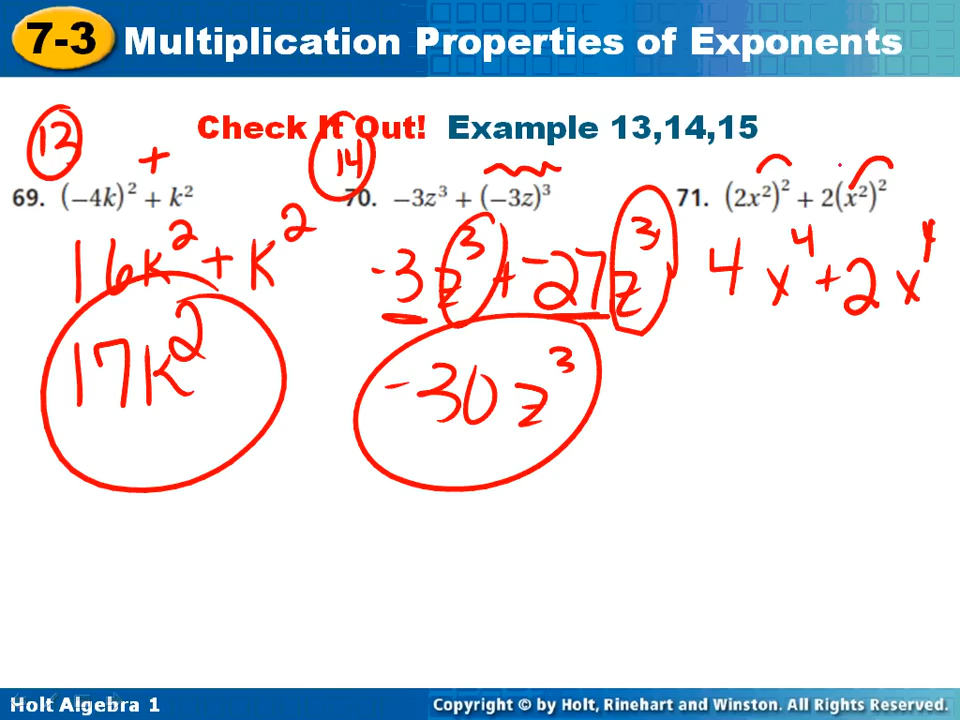 7-3 Multiplication Properties of Exponents
Check It Out! Example 13,14,15
13 + 14
69. (−4k)² + k² 70. −3z³ + (−3z)³ 71. (2x²)² + 2(x²)²
16k² + k² -3z³ + -27z³ 4x⁴ + 2x⁴
17k² -30z³
Holt Algebra 1 Copyright © by Holt, Rinehart and Winston. All Rights Reserved.